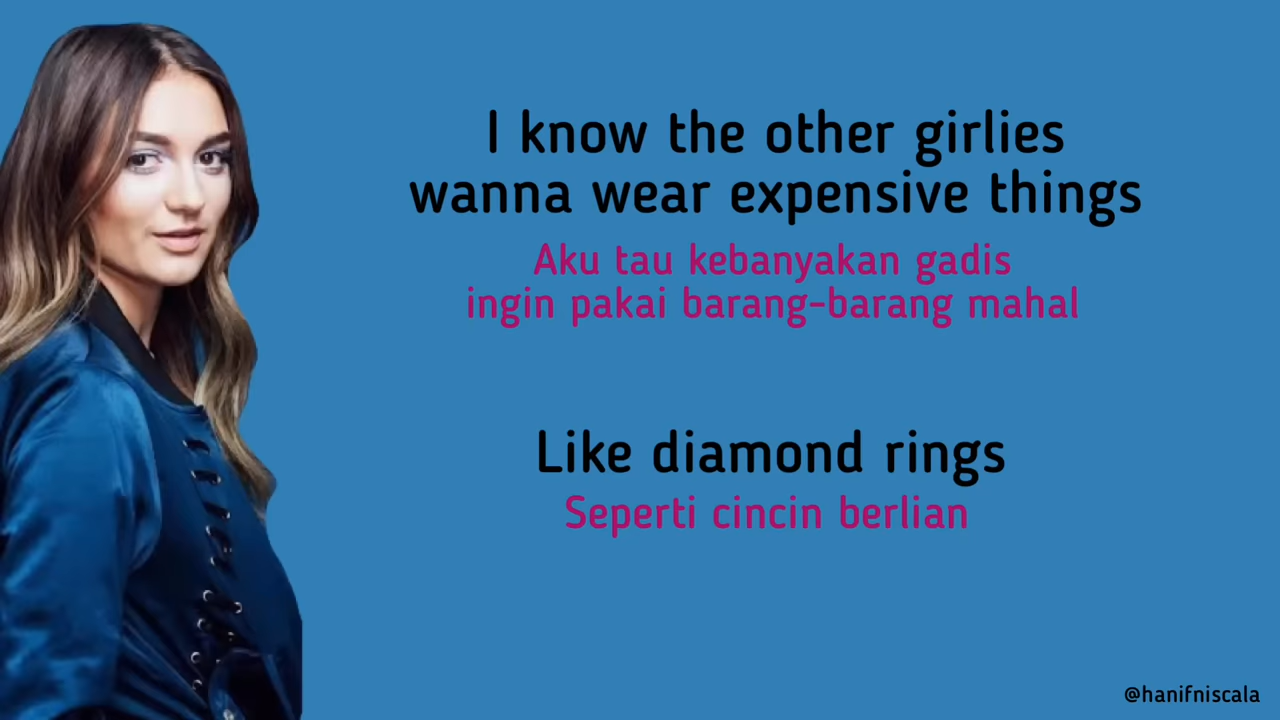 I know the other girlies
wanna wear expensive things
Aku tau kebanyakan gadis
ingin pakai barang-barang mahal
Like diamond rings
Seperti cincin berlian
@hanifniscala